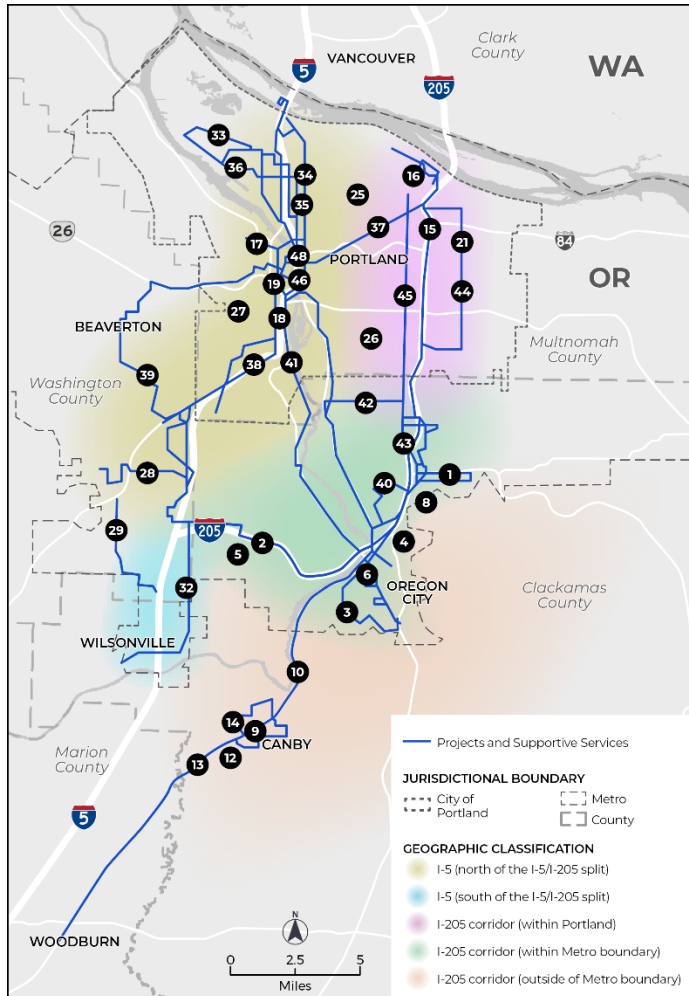 Clark
County
WA
VANCOUVER
5
205
33
36
34
35
25
16
26
17
37
15
21
84
48
PORTLAND
OR
19
46
45
44
27
18
BEAVERTON
26
Multnomah
County
38
41
39
Washington
County
42
43
28
40
1
8
29
205
2
5
4
6
OREGON
CITY
Clackamas
County
32
3
WILSONVILLE
10
14
9
CANBY
Marion
County
13
12
5
WOODBURN
N
0 2.5 5
Miles
Projects and Supportive Services
JURISDICTIONAL BOUNDARY
City of
Portland
Metro
County
GEOGRAPHIC CLASSIFICATION
I-5 (north of the I-5/I-205 split)
I-5 (south of the I-5/I-205 split)
I-205 corridor (within Portland)
I-205 corridor (within Metro boundary)
I-205 corridor (outside of Metro boundary)